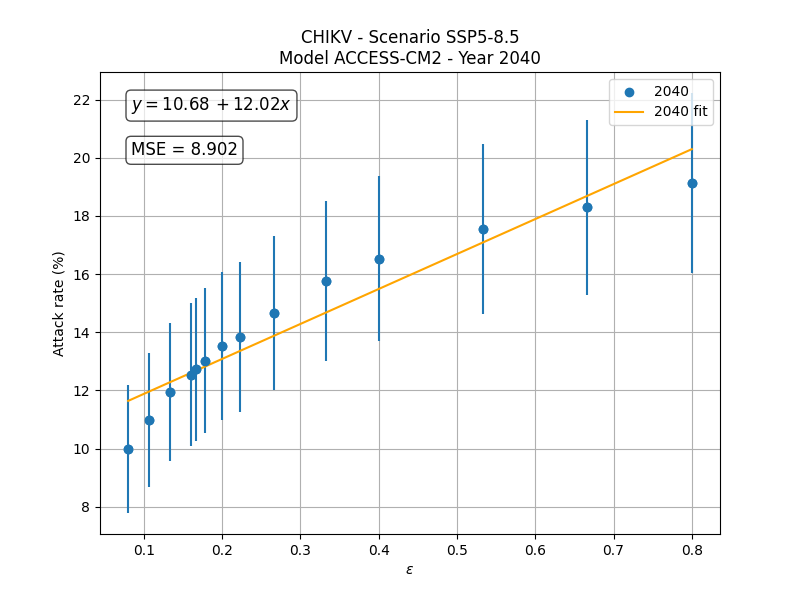 CHIKV - Scenario SSP5-8.5
Model ACCESS-CM2 - Year 2040
y = 10.68 + 12.02x
MSE = 8.902
2040
2040 fit
Attack rate (%)
22
20
18
16
14
12
10
8
0.1 0.2 0.3 0.4 0.5 0.6 0.7 0.8
ε